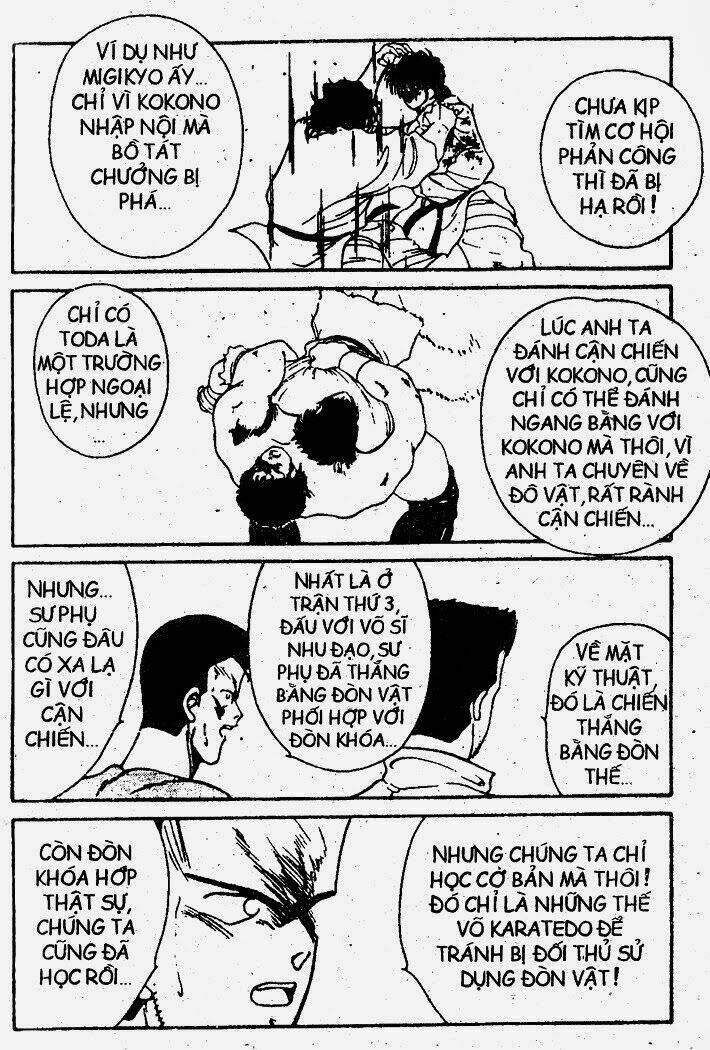 VÍ DỤ NHƯ
MIGIKYO ẤY...
CHỈ VÌ KOKONO
NHẬP NỘI MÀ
BỒ TÁT
CHƯỞNG BỊ
PHÁ...
CHƯA KỊP
TÌM CƠ HỘI
PHẢN CÔNG
THÌ ĐÃ BỊ
HẠ RỒI!
CHỈ CÓ
TODA LÀ
MỘT TRƯỜNG
HỢP NGOẠI
LỆ, NHƯNG
...
LÚC ANH TA
ĐÁNH CẬN CHIẾN
VỚI KOKONO, CŨNG
CHỈ CÓ THỂ ĐÁNH
NGANG BẰNG VỚI
KOKONO MÀ THÔI, VÌ
ANH TA CHUYÊN VỀ
ĐÔ VẬT, RẤT RÀNH
CẬN CHIẾN...
NHƯNG...
SƯ PHỤ
CŨNG ĐÂU
CÓ XA LẠ
GÌ VỚI
CẬN
CHIẾN...
NHẤT LÀ Ở
TRẬN THỨ 3,
ĐẤU VỚI VÕ SĨ
NHU ĐẠO, SƯ
PHỤ ĐÃ THẮNG
BẰNG ĐÒN VẬT
PHỐI HỢP VỚI
ĐÒN KHÓA...
VỀ MẶT
KỸ THUẬT,
ĐÓ LÀ CHIẾN
THẮNG
BẰNG ĐÒN
THẾ...
CÒN ĐÒN
KHÓA HỢP
THẬT SỰ,
CHÚNG TA
CŨNG ĐÃ
HỌC RỒI...
NHƯNG CHÚNG TA CHỈ
HỌC CƠ BẢN MÀ THÔI!
ĐÓ CHỈ LÀ NHỮNG THẾ
VÕ KARATEDO ĐỂ
TRÁNH BỊ ĐỐI THỦ SỬ
DỤNG ĐÒN VẬT!